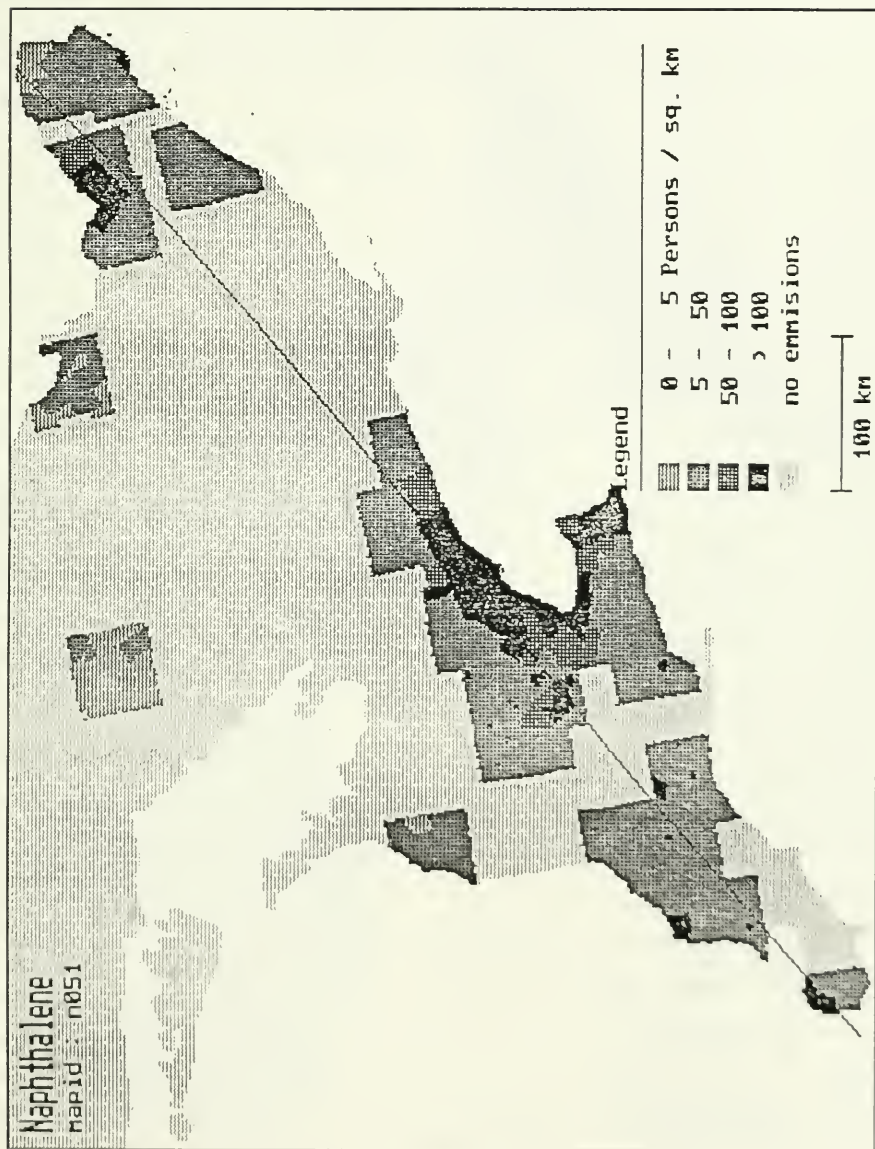 Naphthalene
mapid : n051
Legend
0 - 5 Persons / sq. km
5 - 50
50 - 100
> 100
no emmisions
100 km